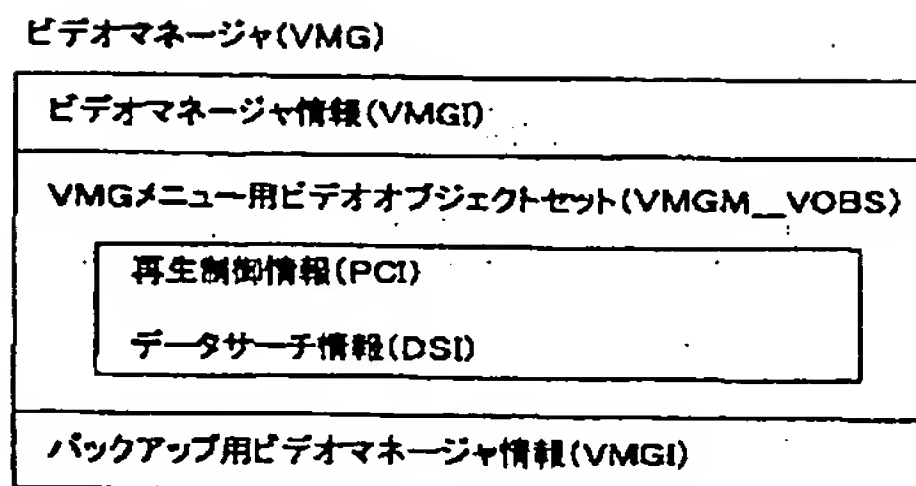 ビデオマネージャ(VMG)
ビデオマネージャ情報(VMGI)
VMGメニュー用ビデオオブジェクトセット(VMGM__VOBS)
再生制御情報(PCI)
データサーチ情報(DSI)
バックアップ用ビデオマネージャ情報(VMGI)